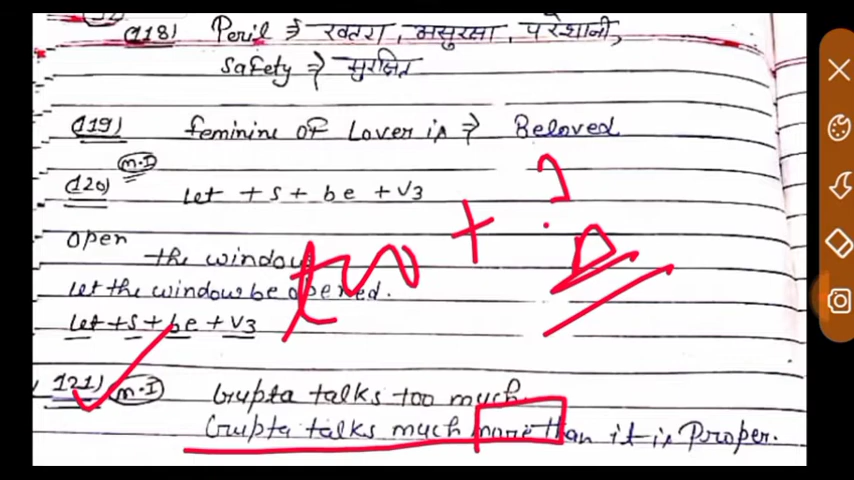 118) Peril ⇒ खतरा, असुरक्षा, परेशानी,
Safety ⇒ सुरक्षित
119) feminine of Lover is ⇒ Beloved
m.I
120) Let + S + be + V3
open the window
let the window be opened.
let + S + be + V3
too + ?
121) m.I Gupta talks too much.
Gupta talks much more than it is Proper.